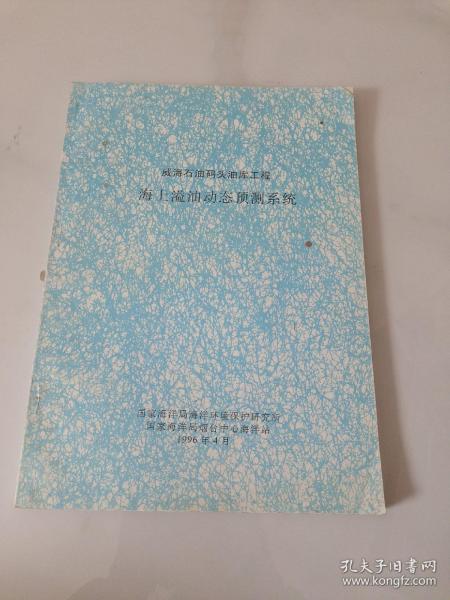 威海石油码头油库工程
海上溢油动态预测系统
国家海洋局海洋环境保护研究所
国家海洋局烟台中心海洋站
1996年4月
孔夫子旧书网
www.kongfz.com